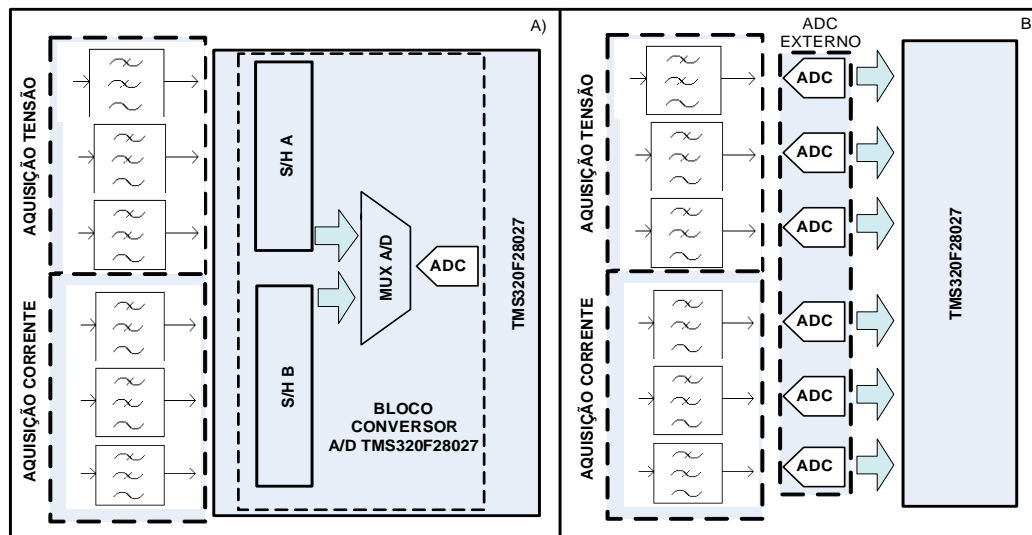 A)
AQUISIÇÃO TENSÃO
AQUISIÇÃO CORRENTE
S/H A
S/H B
MUX A/D
ADC
BLOCO
CONVERSOR
A/D TMS320F28027
TMS320F28027
B
ADC
EXTERNO
AQUISIÇÃO TENSÃO
AQUISIÇÃO CORRENTE
ADC
ADC
ADC
ADC
ADC
ADC
TMS320F28027